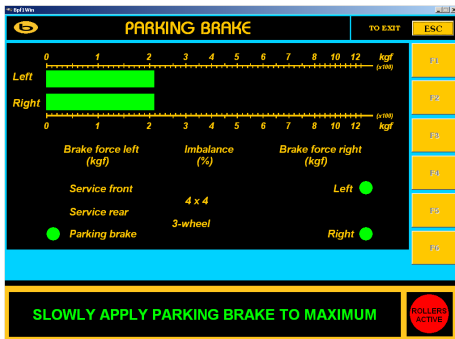 Bpf1Win
PARKING BRAKE
TO EXIT
ESC
0 1 2 3 4 5 6 7 8 10 12 kgf
(x100)
Left
Right
(x100)
0 1 2 3 4 5 6 7 8 10 12 kgf
Brake force left Imbalance Brake force right
(kgf) (%) (kgf)
Service front
Left
4 x 4
Service rear
3-wheel
Parking brake
Right
F1
F2
F3
F4
F5
F6
SLOWLY APPLY PARKING BRAKE TO MAXIMUM
ROLLERS
ACTIVE